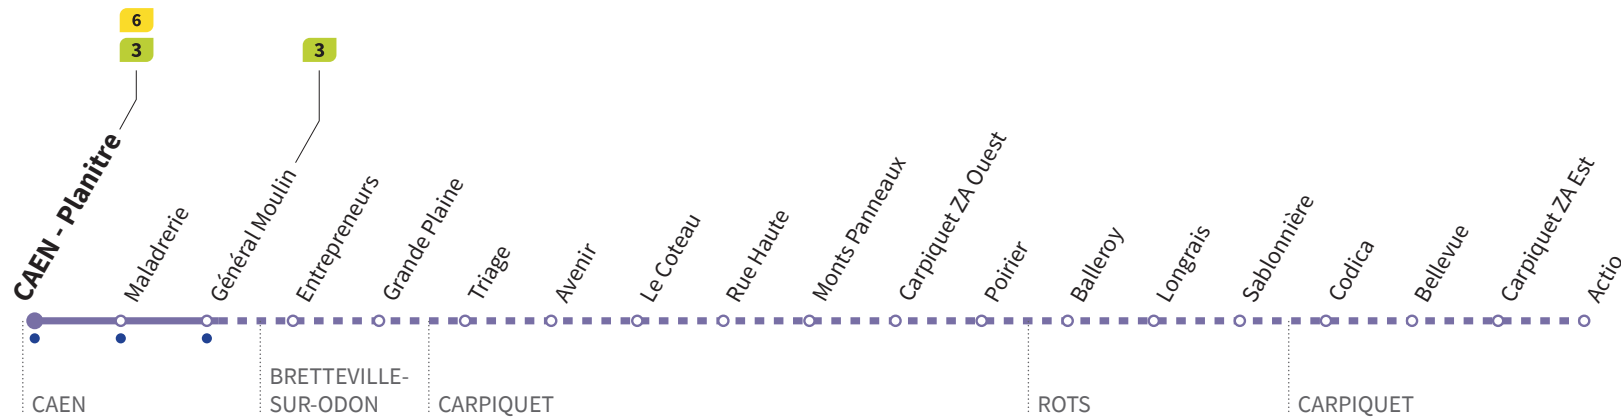 6
3
3
CAEN - Planitre
Maladrerie
Général Moulin
Entrepreneurs
Grande Plaine
Triage
Avenir
Le Coteau
Rue Haute
Monts Panneaux
Carpiquet ZA Ouest
Poirier
Balleroy
Longrais
Sablonnière
Codica
Bellevue
Carpiquet ZA Est
Actio
CAEN
BRETTEVILLE-
SUR-ODON
CARPIQUET
ROTS
CARPIQUET